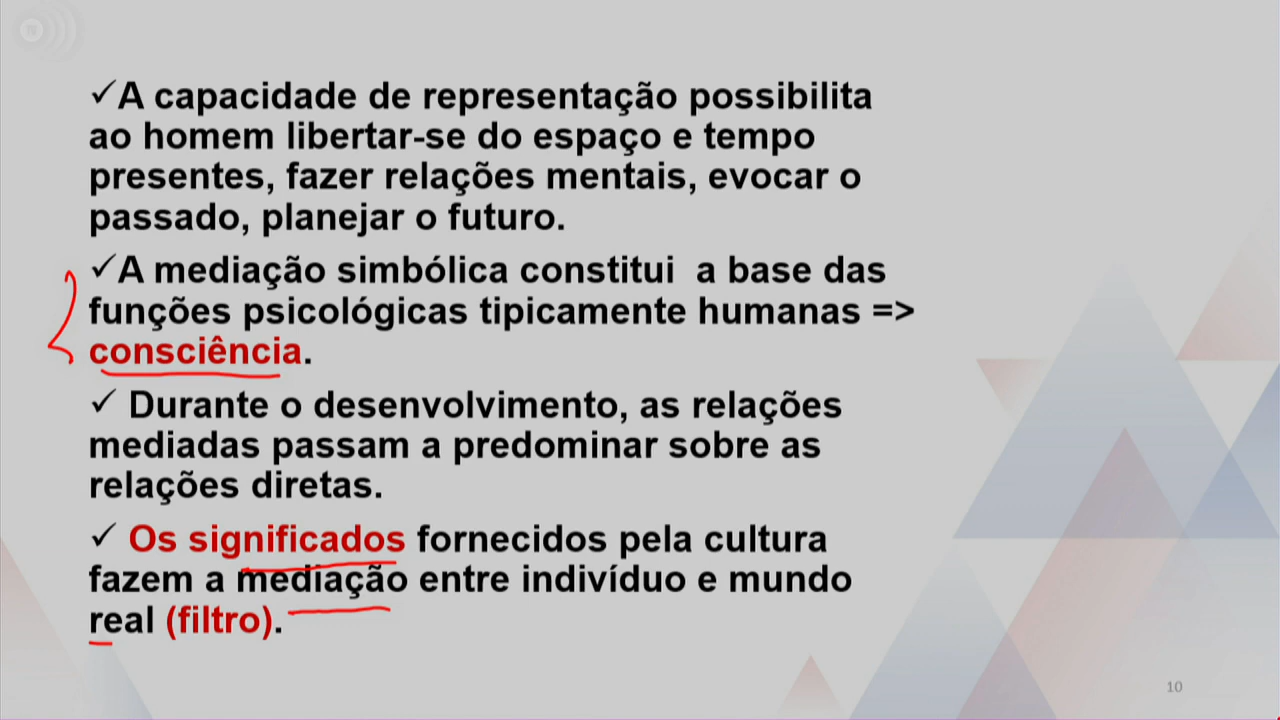 ✓A capacidade de representação possibilita
ao homem libertar-se do espaço e tempo
presentes, fazer relações mentais, evocar o
passado, planejar o futuro.
✓A mediação simbólica constitui  a base das
funções psicológicas tipicamente humanas =>
consciência.
✓ Durante o desenvolvimento, as relações
mediadas passam a predominar sobre as
relações diretas.
✓ Os significados fornecidos pela cultura
fazem a mediação entre indivíduo e mundo
real (filtro).
10